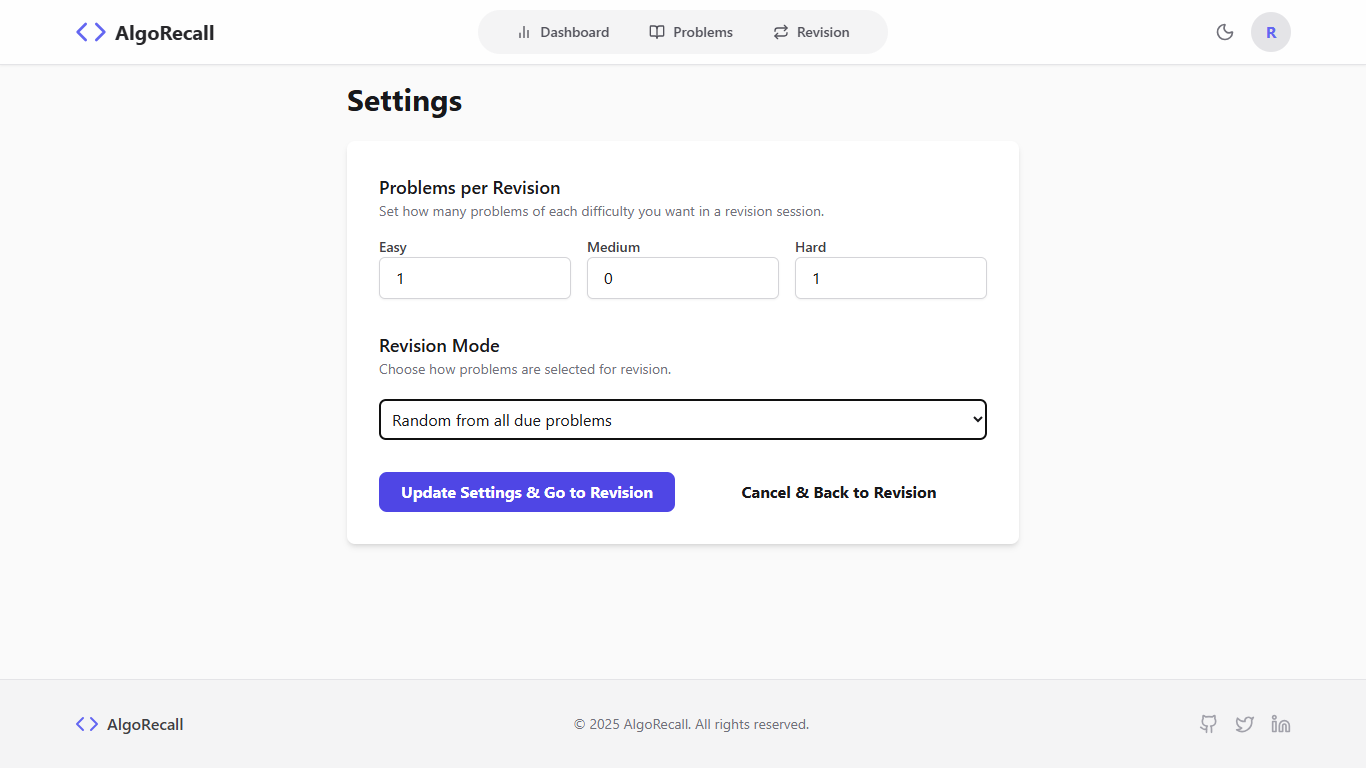 AlgoRecall
Dashboard
Problems
Revision
R
Settings
Problems per Revision
Set how many problems of each difficulty you want in a revision session.
Easy
Medium
Hard
1
0
1
Revision Mode
Choose how problems are selected for revision.
Random from all due problems
Update Settings & Go to Revision
Cancel & Back to Revision
AlgoRecall
© 2025 AlgoRecall. All rights reserved.